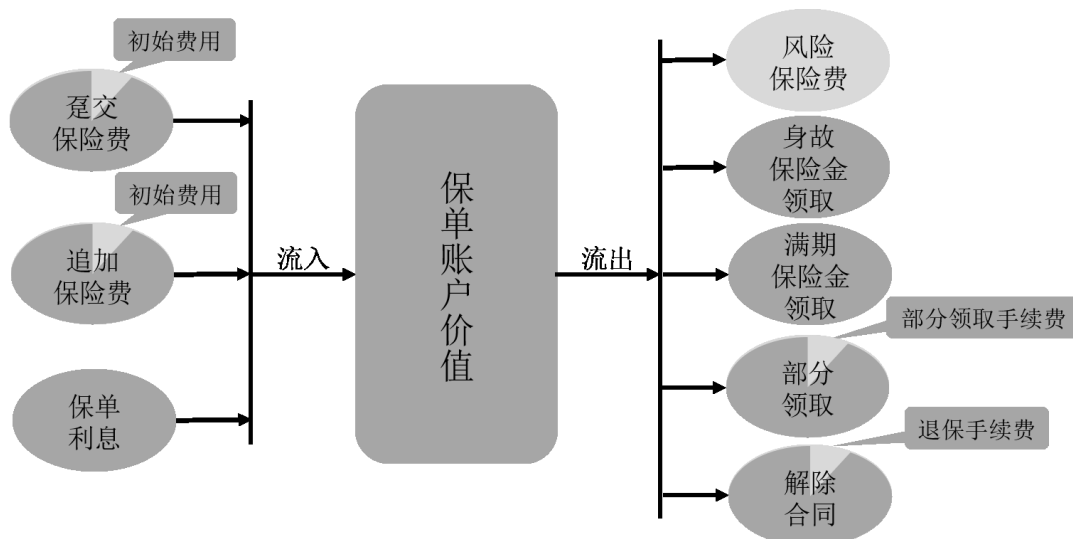 初始费用
趸交
保险费
初始费用
追加
保险费
保单
利息
流入
保单账户价值
流出
风险
保险费
身故
保险金
领取
满期
保险金
领取
部分领取手续费
部分
领取
退保手续费
解除
合同